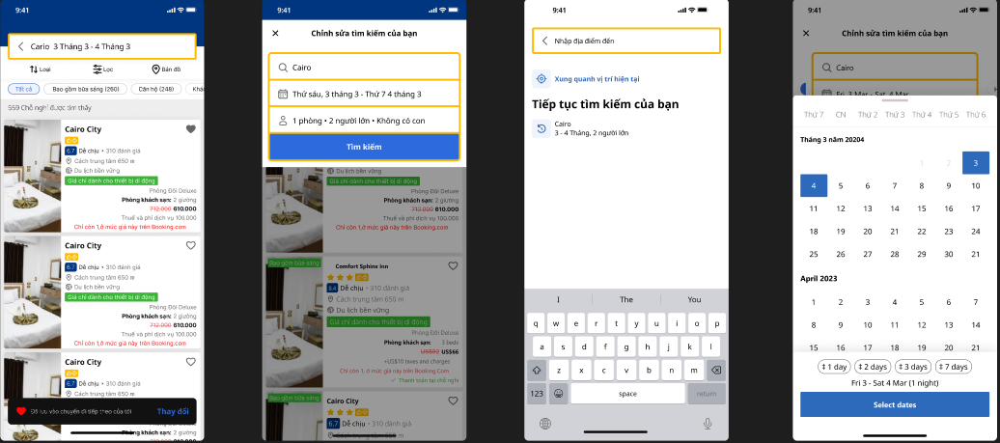 9:41
Cario 3 Tháng 3 - 4 Tháng 3
Loại
Lọc
Bản đồ
Tất cả
Bao gồm bữa sáng (260)
Căn hộ (248)
Khá
559 Chỗ nghỉ được tìm thấy
Cairo City
6.7 Dễ chịu • 310 đánh giá
Cách trung tâm 650 m
Du lịch bền vững
Giá chỉ dành cho thiết bị di động
Phòng Đôi Deluxe
Phòng khách sạn: 2 giường
712.000 610.000
Thuế và phí dịch vụ 100.000
Chỉ còn 1,ở mức giá này trên Booking.com
Cairo City
6.7 Dễ chịu • 310 đánh giá
Cách trung tâm 650 m
Du lịch bền vững
Giá chỉ dành cho thiết bị di động
Phòng Đôi Deluxe
Phòng khách sạn: 2 giường
712.000 610.000
Thuế và phí dịch vụ 100.000
Chỉ còn 1,ở mức giá này trên Booking.com
Cairo City
6.7 Dễ chịu • 310 đánh giá
Cách trung tâm 650 m
Đã lưu vào chuyến đi tiếp theo của tôi
Thay đổi
9:41
Chỉnh sửa tìm kiếm của bạn
Cairo
Thứ sáu, 3 tháng 3 - Thứ 7 4 tháng 3
1 phòng • 2 người lớn • Không có con
Tìm kiếm
Du lịch bền vững
Giá chỉ dành cho thiết bị di động
Phòng Đôi Deluxe
Phòng khách sạn: 2 giường
712.000 610.000
Thuế và phí dịch vụ 100.000
Chỉ còn 1,ở mức giá này trên Booking.com
Bao gồm bữa sáng
Comfort Sphinx Inn
8.4 Dễ chịu • 310 đánh giá
Cách trung tâm 650 m
Du lịch bền vững
Giá chỉ dành cho thiết bị di động
Phòng Đôi Deluxe
Phòng khách sạn: 3 beds
US$66
+US$10 taxes and charges
Chỉ còn 1, ở mức giá này trên Booking.Com
Thanh toán tại chỗ nghỉ
Bao gồm bữa sáng
Cairo City
6.7 Dễ chịu • 310 đánh giá
Cách trung tâm 650 m
Du lịch bền vững
9:41
Nhập địa điểm đến
Xung quanh vị trí hiện tại
Tiếp tục tìm kiếm của bạn
Cairo
3 - 4 Tháng, 2 người lớn
I The You
q w e r t y u i o p
a s d f g h j k l
z x c v b n m
123 space return
9:41
Chỉnh sửa tìm kiếm của bạn
Cairo
Fri, 3 Mar - Sat, 4 Mar
Thứ 7 CN Thứ 2 Thứ 3 Thứ 4 Thứ 5 Thứ 6
Tháng 3 năm 20204
1 2 3
4 5 6 7 8 9 10
11 12 13 14 15 16 17
18 19 20 21 22 23 24
25 26 27 28 29 30 21
April 2023
1 2 3 4 5 6 7
8 9 10 11 12 13 14
15 16 17 18 19 20 21
‡ 1 day
‡ 2 days
‡ 3 days
‡ 7 days
Fri 3 - Sat 4 Mar (1 night)
Select dates